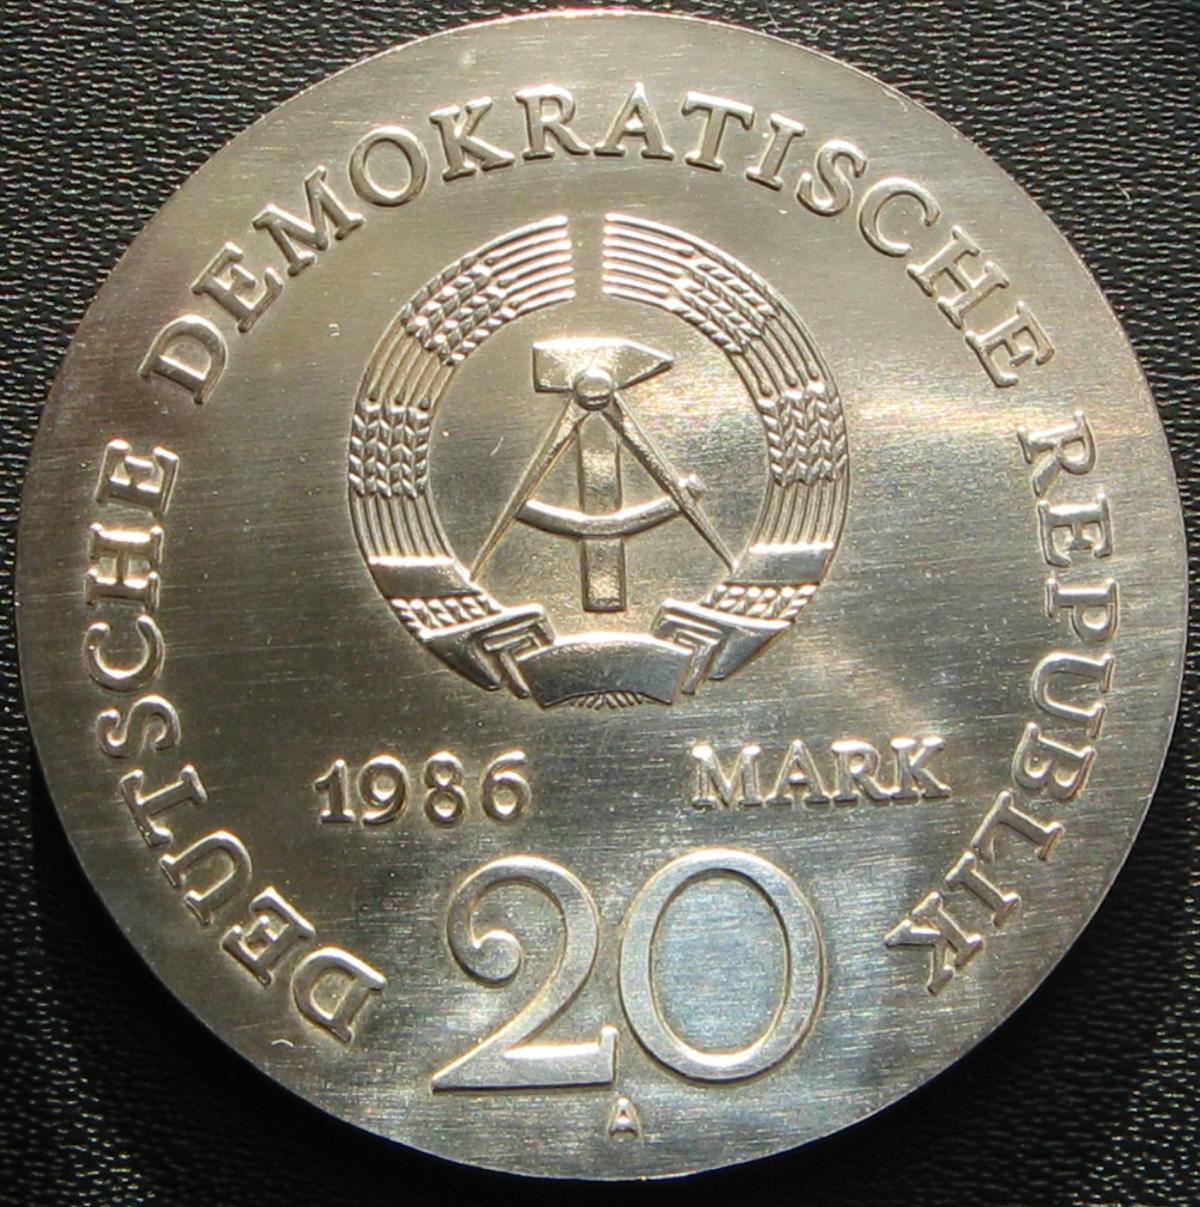 DEUTSCHE DEMOKRATISCHE REPUBLIK
1986 MARK
20
A